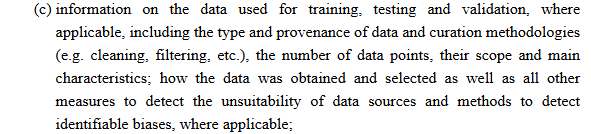 (c) information on the data used for training, testing and validation, where
applicable, including the type and provenance of data and curation methodologies
(e.g. cleaning, filtering, etc.), the number of data points, their scope and main
characteristics; how the data was obtained and selected as well as all other
measures to detect the unsuitability of data sources and methods to detect
identifiable biases, where applicable;